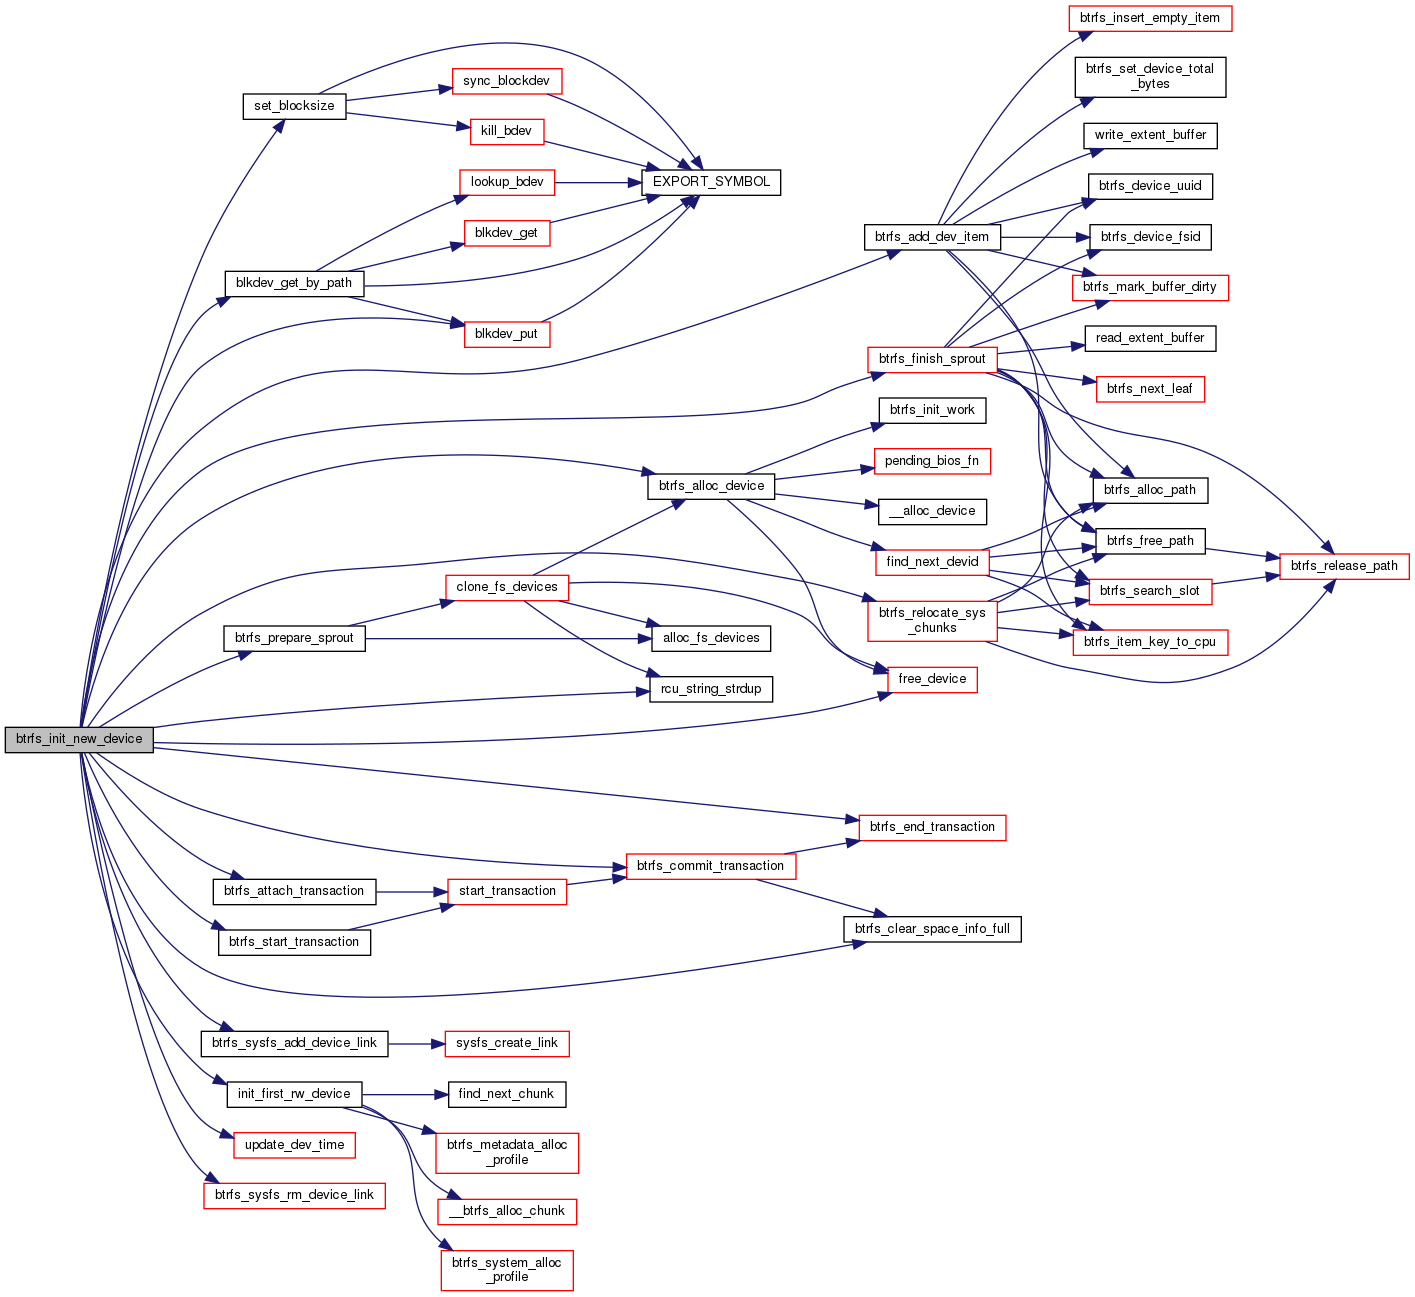 btrfs_insert_empty_item
btrfs_set_device_total
_bytes
sync_blockdev
set_blocksize
kill_bdev
write_extent_buffer
lookup_bdev
EXPORT_SYMBOL
btrfs_device_uuid
blkdev_get
btrfs_add_dev_item
btrfs_device_fsid
blkdev_get_by_path
btrfs_mark_buffer_dirty
blkdev_put
read_extent_buffer
btrfs_finish_sprout
btrfs_next_leaf
btrfs_init_work
pending_bios_fn
btrfs_alloc_device
btrfs_alloc_path
__alloc_device
btrfs_free_path
find_next_devid
btrfs_release_path
clone_fs_devices
btrfs_search_slot
btrfs_relocate_sys
_chunks
btrfs_prepare_sprout
alloc_fs_devices
btrfs_item_key_to_cpu
free_device
rcu_string_strdup
btrfs_init_new_device
btrfs_end_transaction
btrfs_commit_transaction
btrfs_attach_transaction
start_transaction
btrfs_clear_space_info_full
btrfs_start_transaction
btrfs_sysfs_add_device_link
sysfs_create_link
init_first_rw_device
find_next_chunk
update_dev_time
btrfs_metadata_alloc
_profile
btrfs_sysfs_rm_device_link
__btrfs_alloc_chunk
btrfs_system_alloc
_profile